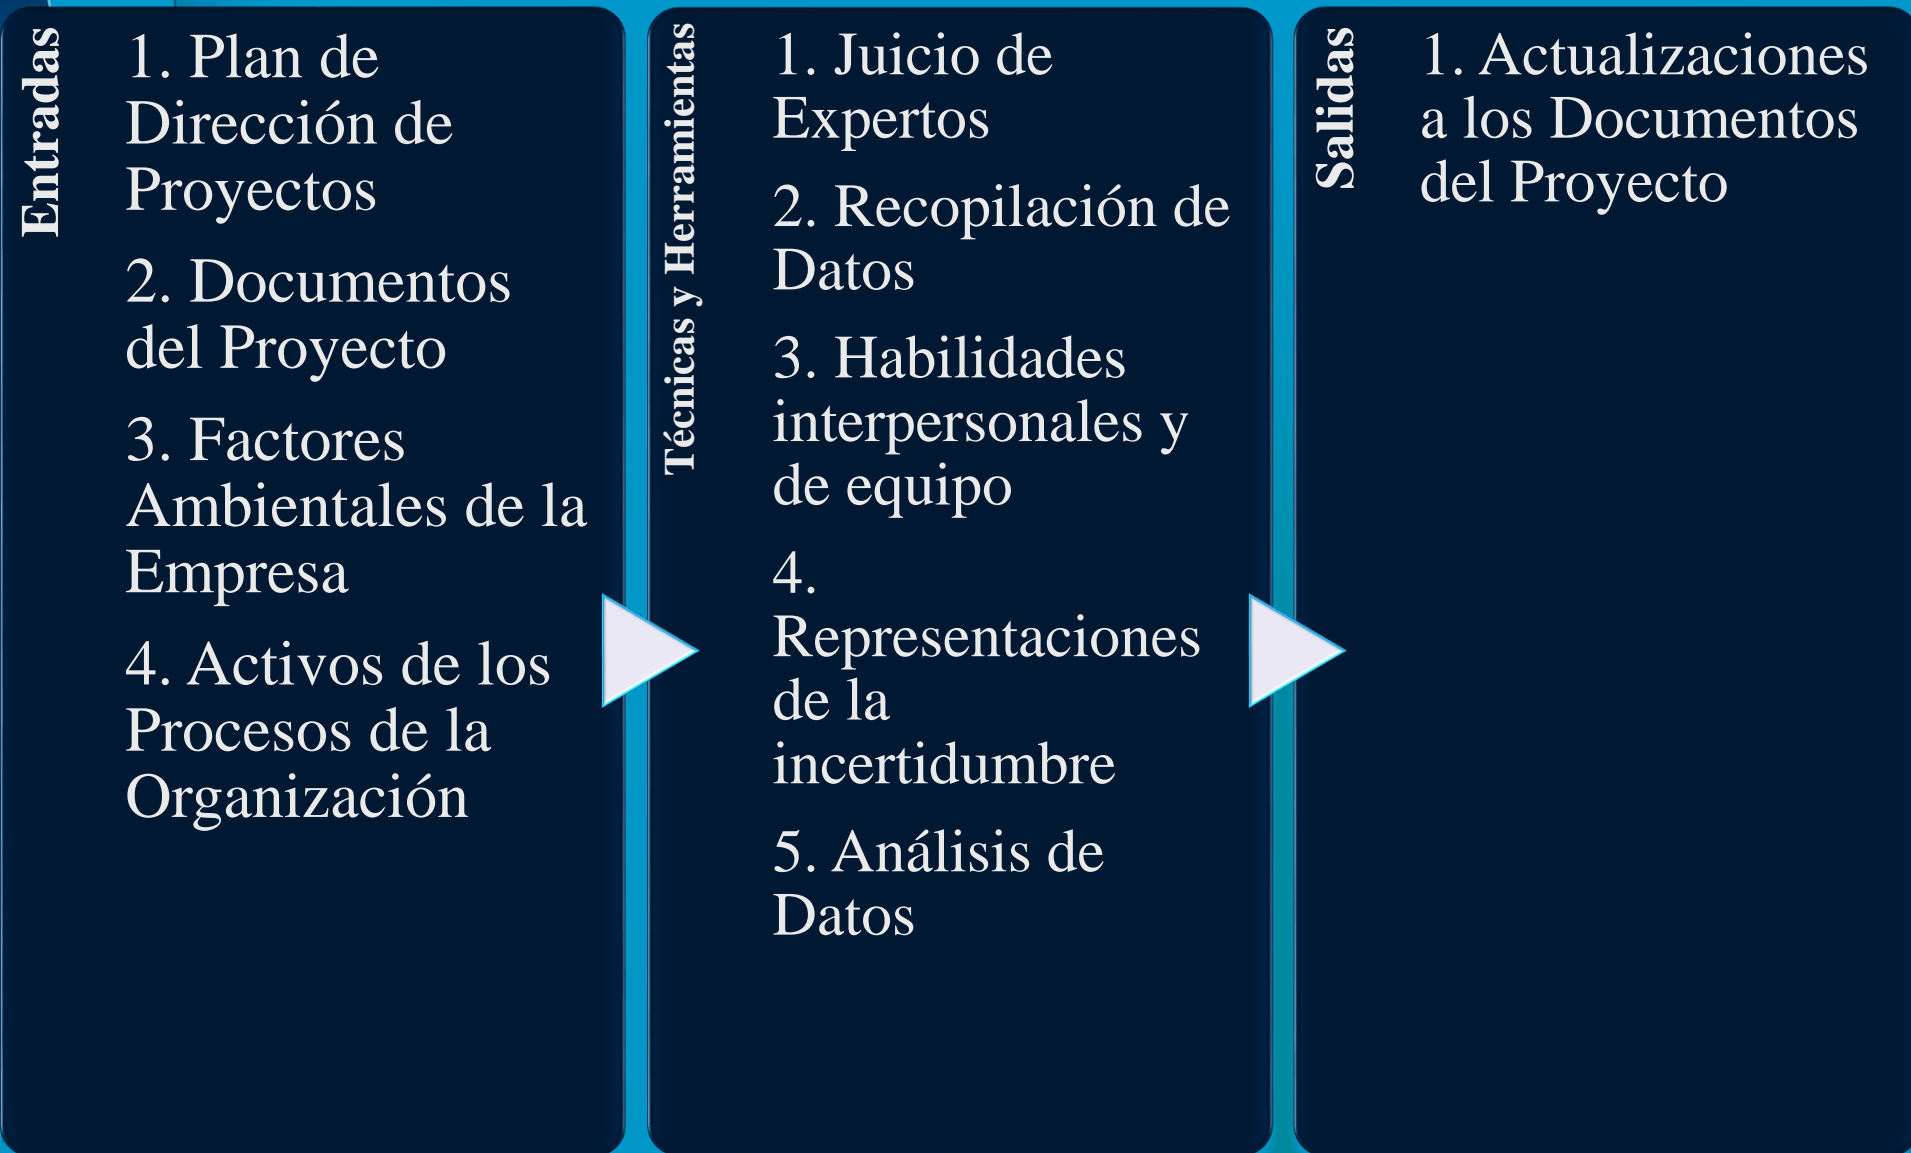 Entradas
1. Plan de
Dirección de
Proyectos
2. Documentos
del Proyecto
3. Factores
Ambientales de la
Empresa
4. Activos de los
Procesos de la
Organización
Técnicas y Herramientas
1. Juicio de
Expertos
2. Recopilación de
Datos
3. Habilidades
interpersonales y
de equipo
4.
Representaciones
de la
incertidumbre
5. Análisis de
Datos
Salidas
1. Actualizaciones
a los Documentos
del Proyecto